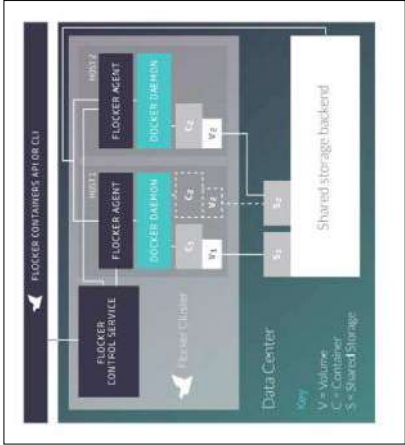 FLOCKER CONTAINERS API OR CLI
FLOCKER
CONTROL SERVICE
Flocker Cluster
HOST 1
FLOCKER AGENT
DOCKER DAEMON
C1
V1
C2
V2
HOST 2
FLOCKER AGENT
DOCKER DAEMON
C2
V2
Data Center
Key
V = Volume
C = Container
S = Shared Storage
S1
S2
Shared storage backend